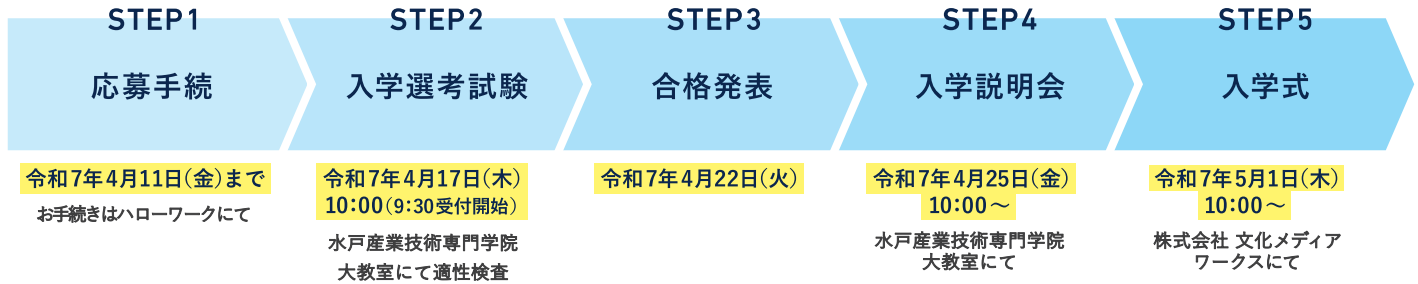 STEP1
応募手続
令和7年4月11日(金)まで
お手続きはハローワークにて
STEP2
入学選考試験
令和7年4月17日(木)
10:00(9:30受付開始)
水戸産業技術専門学院
大教室にて適性検査
STEP3
合格発表
令和7年4月22日(火)
STEP4
入学説明会
令和7年4月25日(金)
10:00～
水戸産業技術専門学院
大教室にて
STEP5
入学式
令和7年5月1日(木)
10:00～
株式会社 文化メディア
ワークスにて